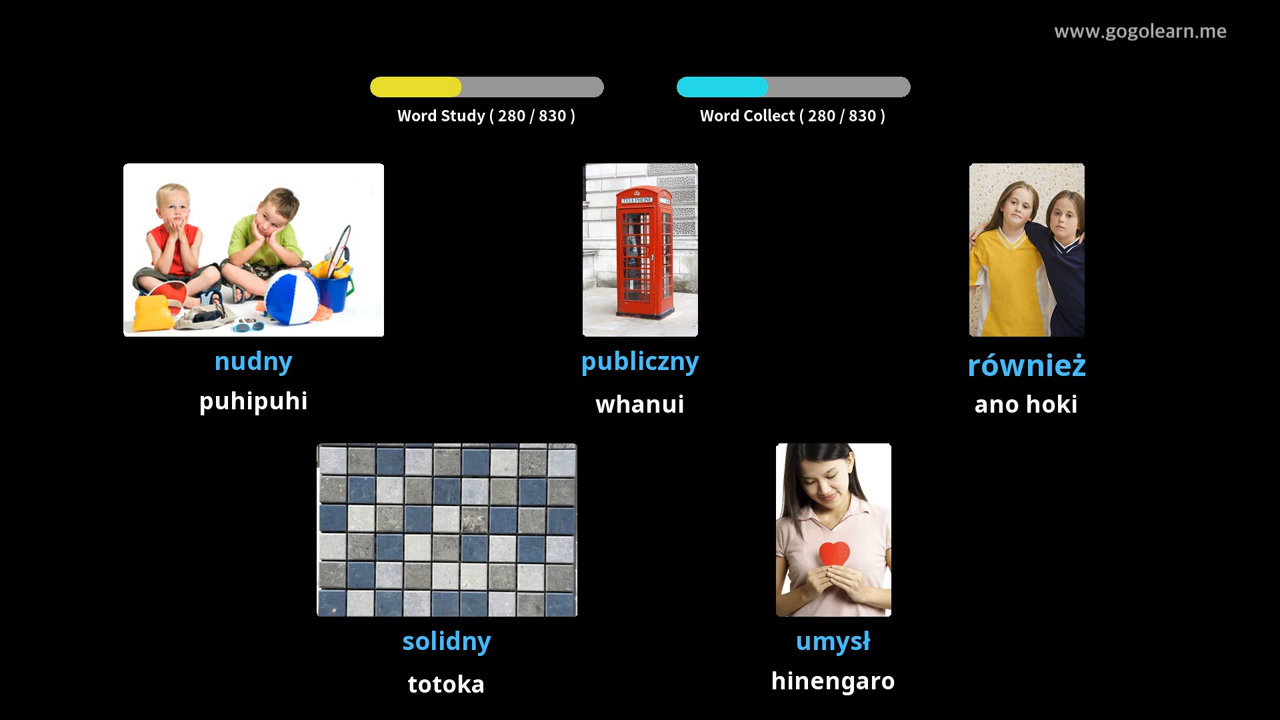 www.gogolearn.me
Word Study ( 280 / 830 )
Word Collect ( 280 / 830 )
TELEPHONE
nudny
publiczny
również
puhipuhi
whanui
ano hoki
solidny
umysł
totoka
hinengaro